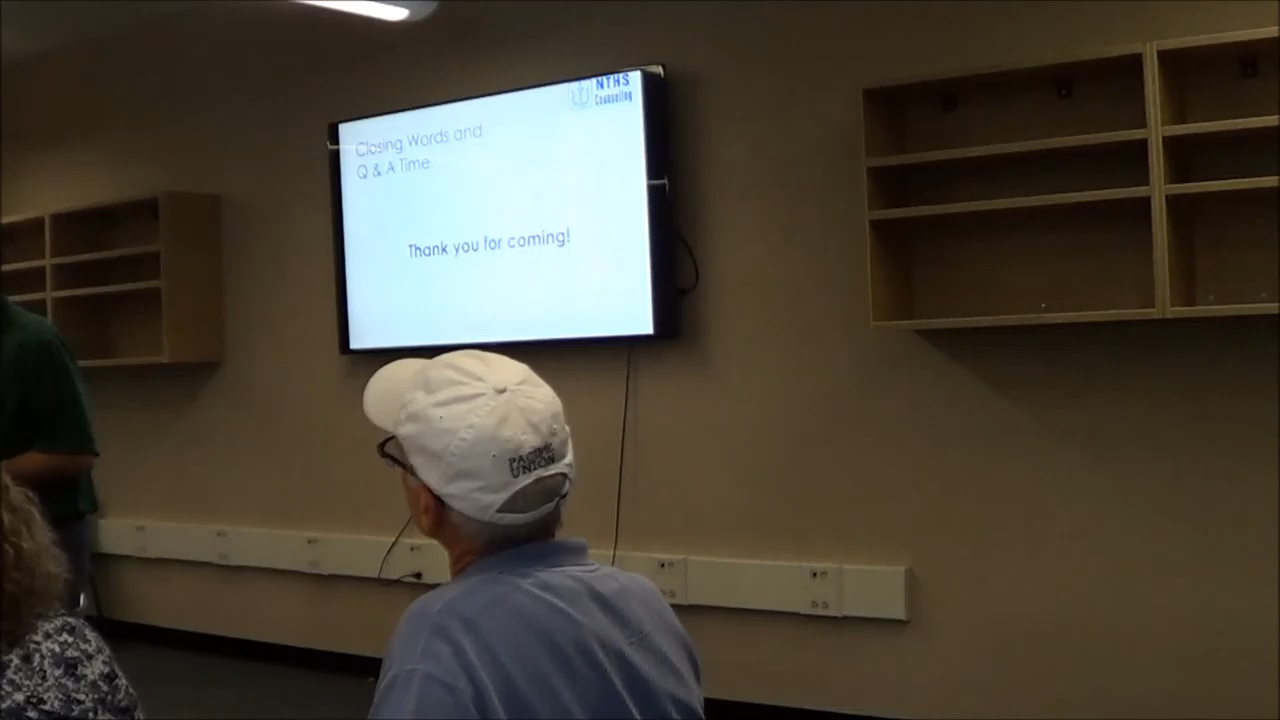 NTHS
Counseling
Closing Words and
Q & A Time
Thank you for coming!
PACIFIC
UNION